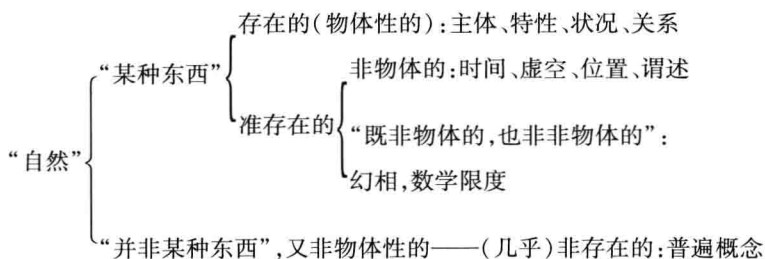 存在的(物体性的):主体、特性、状况、关系
“某种东西”
非物体的:时间、虚空、位置、谓述
准存在的
“既非物体的,也非非物体的”:
“自然”
幻相,数学限度
“并非某种东西”,又非物体性的——(几乎)非存在的:普遍概念